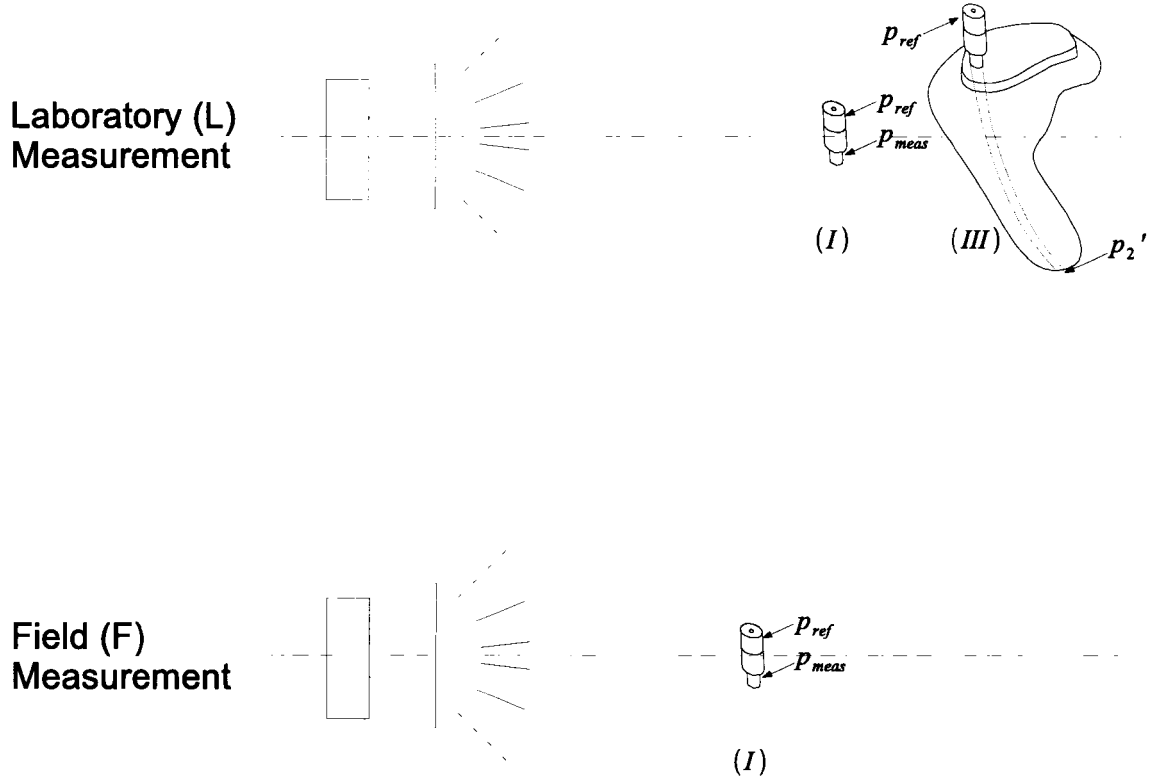 Laboratory (L)
Measurement
p_ref
p_ref
p_meas
(I)
(III)
p_2'
Field (F)
Measurement
p_ref
p_meas
(I)